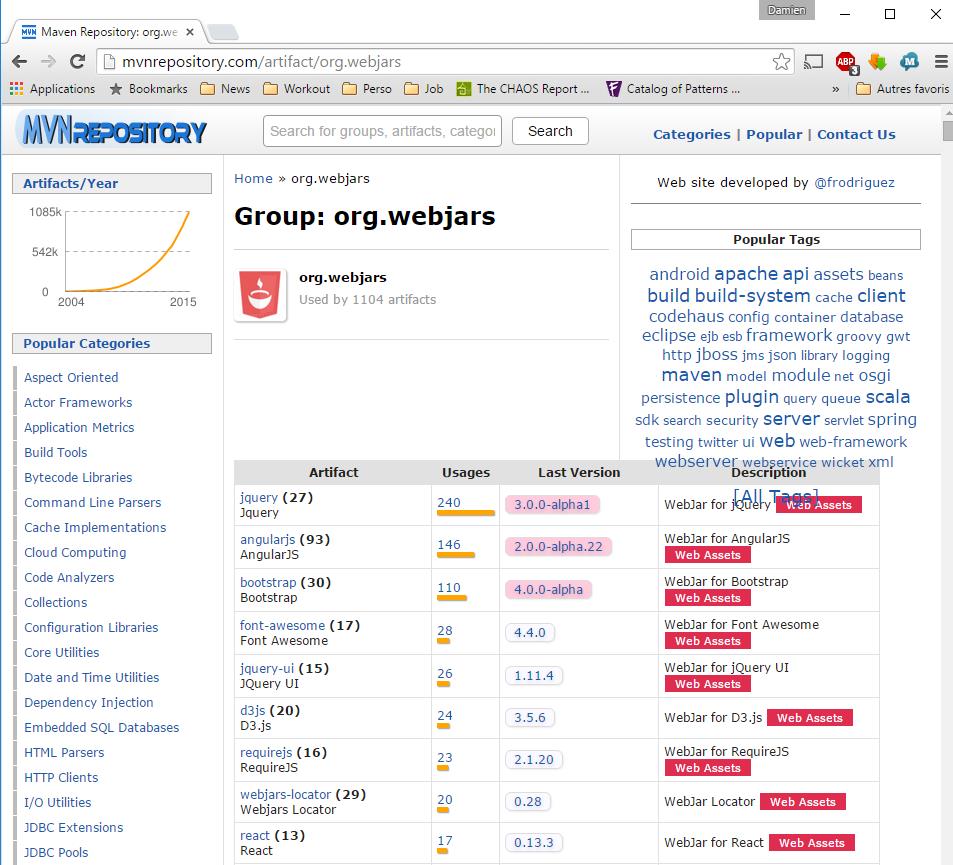 Damien
MVN Maven Repository: org.we
mvnrepository.com/artifact/org.webjars
ABP 3 M
Applications Bookmarks News Workout Perso Job The CHAOS Report ... Catalog of Patterns ... » Autres favoris
MVNREPOSITORY
Search for groups, artifacts, categor
Search
Categories | Popular | Contact Us
Artifacts/Year
1085k
542k
0
2004 2015
Popular Categories
Aspect Oriented
Actor Frameworks
Application Metrics
Build Tools
Bytecode Libraries
Command Line Parsers
Cache Implementations
Cloud Computing
Code Analyzers
Collections
Configuration Libraries
Core Utilities
Date and Time Utilities
Dependency Injection
Embedded SQL Databases
HTML Parsers
HTTP Clients
I/O Utilities
JDBC Extensions
JDBC Pools
Home » org.webjars
Group: org.webjars
org.webjars
Used by 1104 artifacts
Web site developed by @frodriguez
Popular Tags
android apache api assets beans
build build-system cache client
codehaus config container database
eclipse ejb esb framework groovy gwt
http jboss jms json library logging
maven model module net osgi
persistence plugin query queue scala
sdk search security server servlet spring
testing twitter ui web web-framework
webserver webservice wicket xml
[All Tags]
Artifact Usages Last Version Description
jquery (27) 240 3.0.0-alpha1 WebJar for jQuery Web Assets
Jquery
angularjs (93) 146 2.0.0-alpha.22 WebJar for AngularJS
AngularJS Web Assets
bootstrap (30) 110 4.0.0-alpha WebJar for Bootstrap
Bootstrap Web Assets
font-awesome (17) 28 4.4.0 WebJar for Font Awesome
Font Awesome Web Assets
jquery-ui (15) 26 1.11.4 WebJar for jQuery UI
JQuery UI Web Assets
d3js (20) 24 3.5.6 WebJar for D3.js Web Assets
D3.js
requirejs (16) 23 2.1.20 WebJar for RequireJS
RequireJS Web Assets
webjars-locator (29) 20 0.28 WebJar Locator Web Assets
Webjars Locator
react (13) 17 0.13.3 WebJar for React Web Assets
React